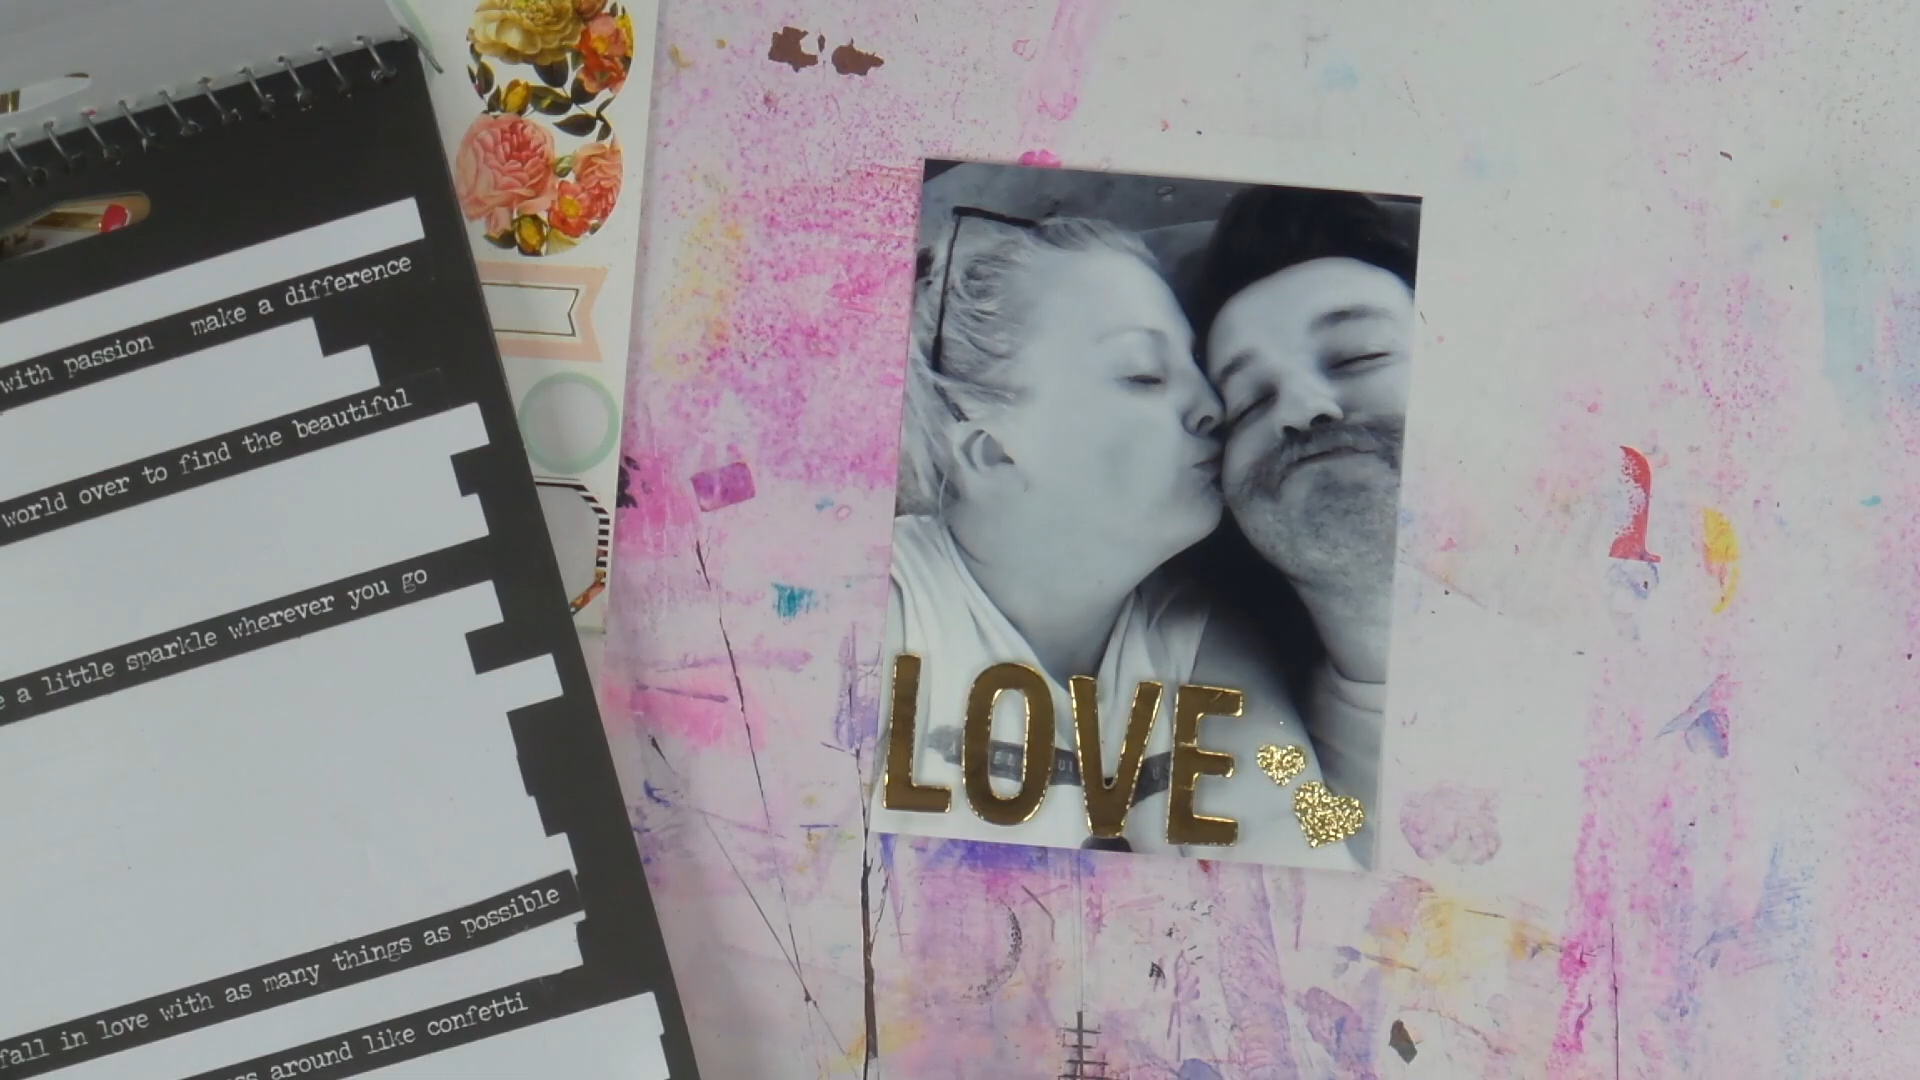 with passion make a difference
world over to find the beautiful
a little sparkle wherever you go
fall in love with as many things as possible
around like confetti
LOVE